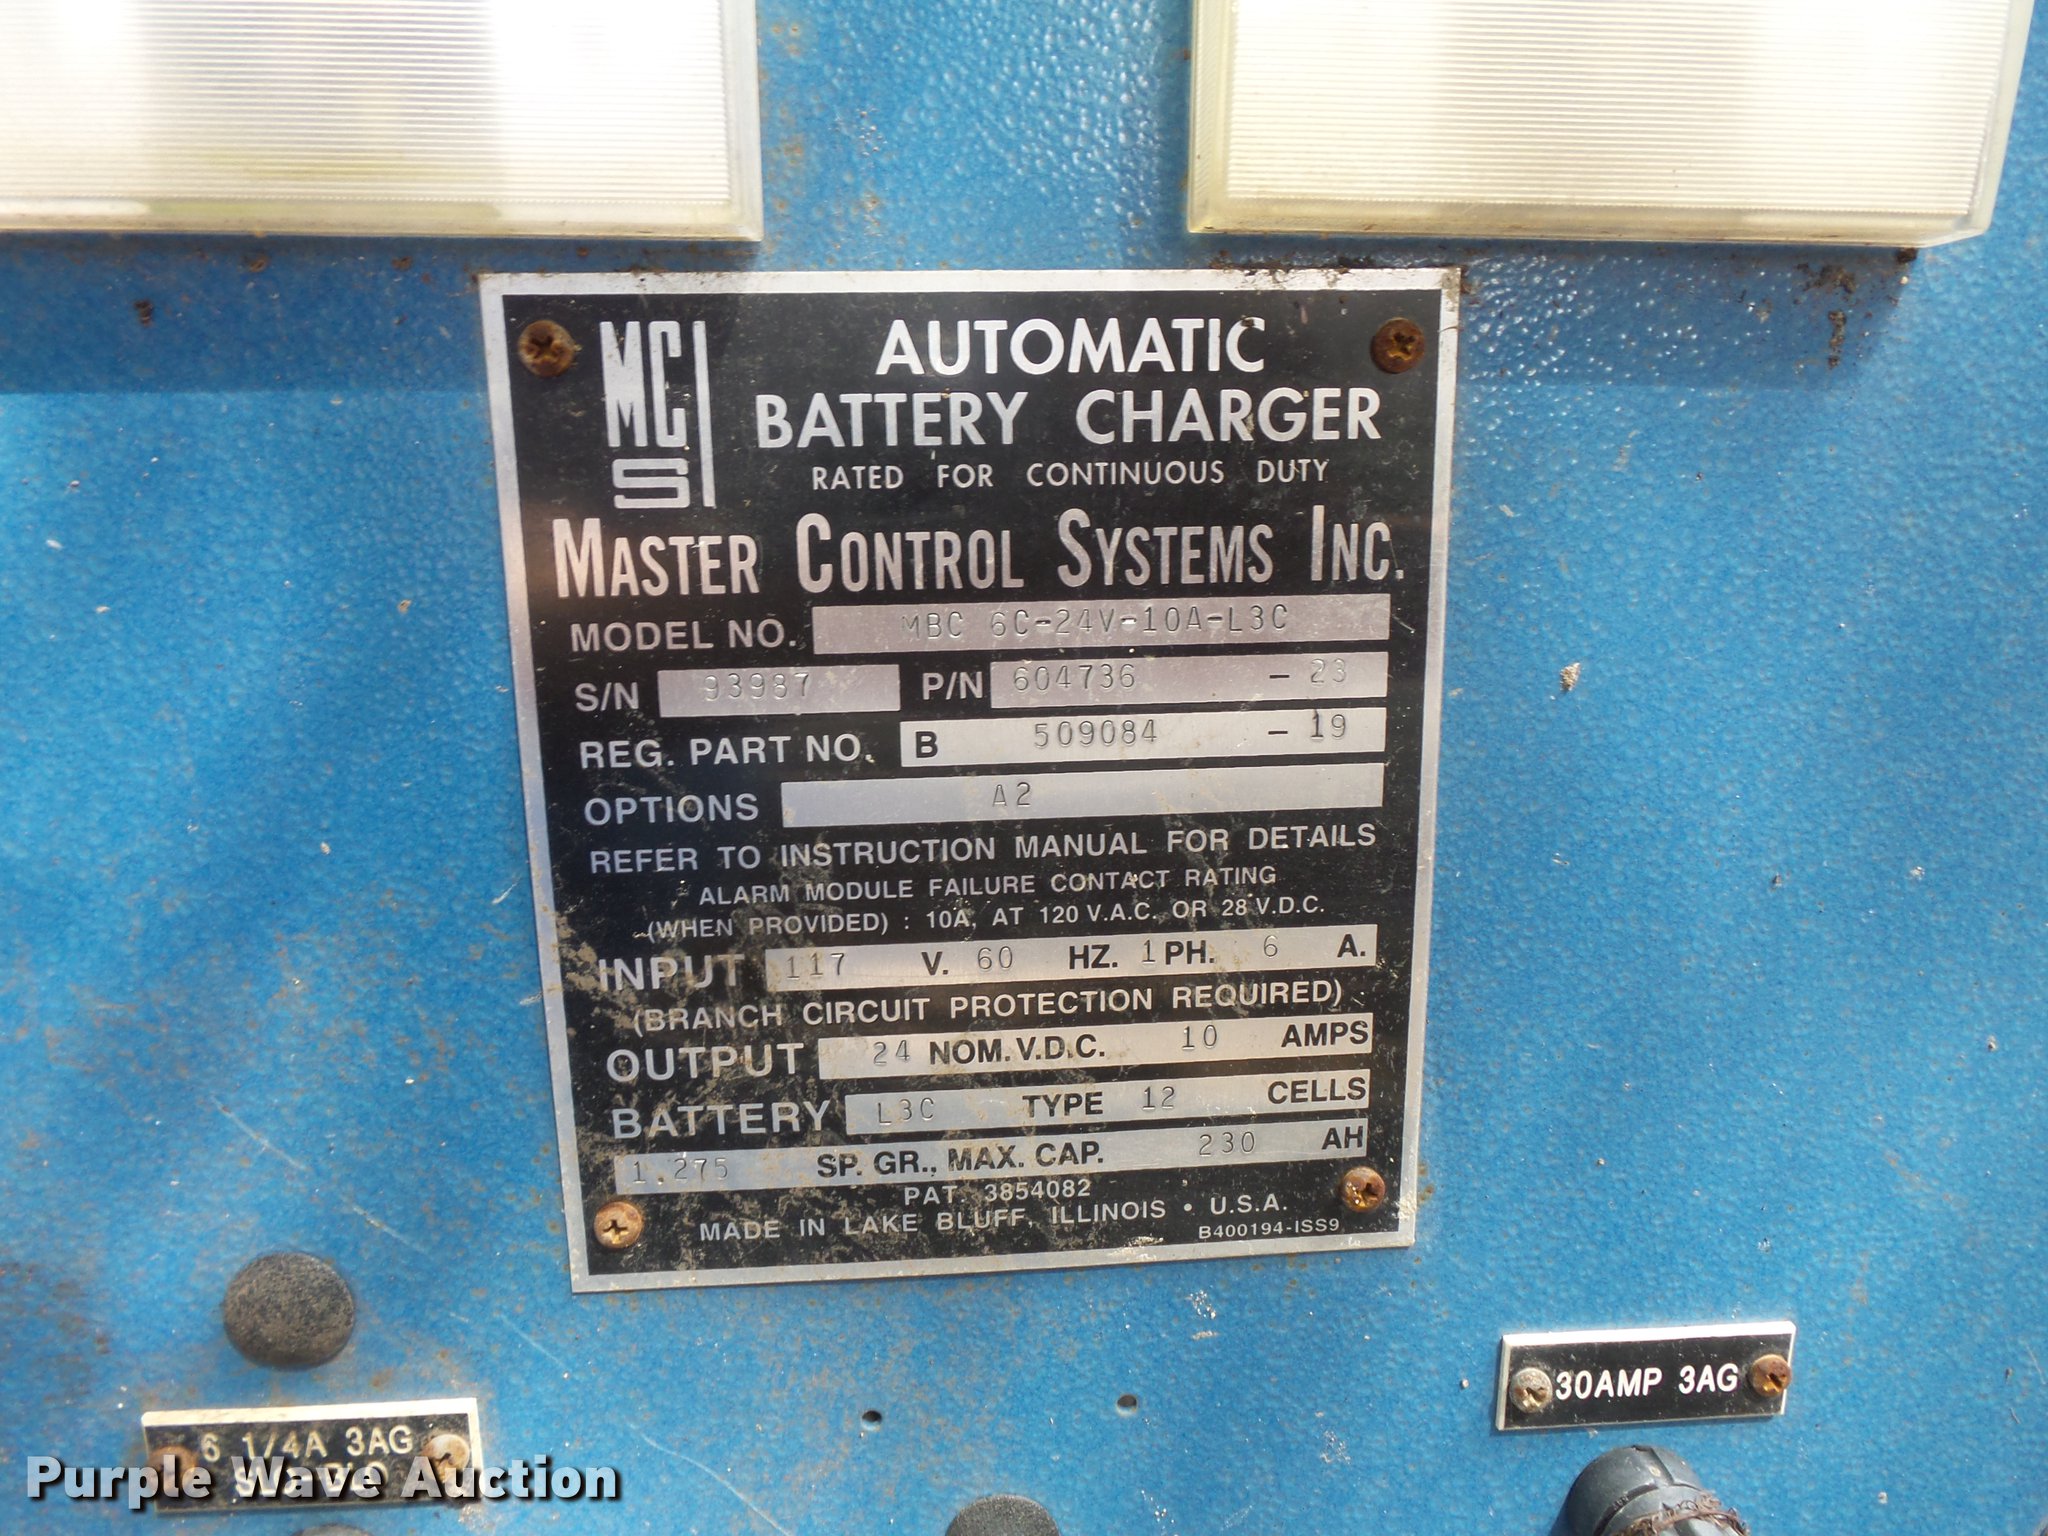 MCS
AUTOMATIC
BATTERY CHARGER
RATED FOR CONTINUOUS DUTY
MASTER CONTROL SYSTEMS INC.
MODEL NO. MBC 6C-24V-10A-L3C
S/N 93987 P/N 604736 - 23
REG. PART NO. B 509084 - 19
OPTIONS A2
REFER TO INSTRUCTION MANUAL FOR DETAILS
ALARM MODULE FAILURE CONTACT RATING
(WHEN PROVIDED) : 10A, AT 120 V.A.C. OR 28 V.D.C.
INPUT 117 V. 60 HZ. 1 PH. 6 A.
(BRANCH CIRCUIT PROTECTION REQUIRED)
OUTPUT 24 NOM. V.D.C. 10 AMPS
BATTERY L3C TYPE 12 CELLS
1.275 SP. GR., MAX. CAP. 230 AH
PAT. 3854082
MADE IN LAKE BLUFF, ILLINOIS • U.S.A.
B400194-ISS9
30AMP 3AG
6 1/4A 3AG
Purple Wave Auction